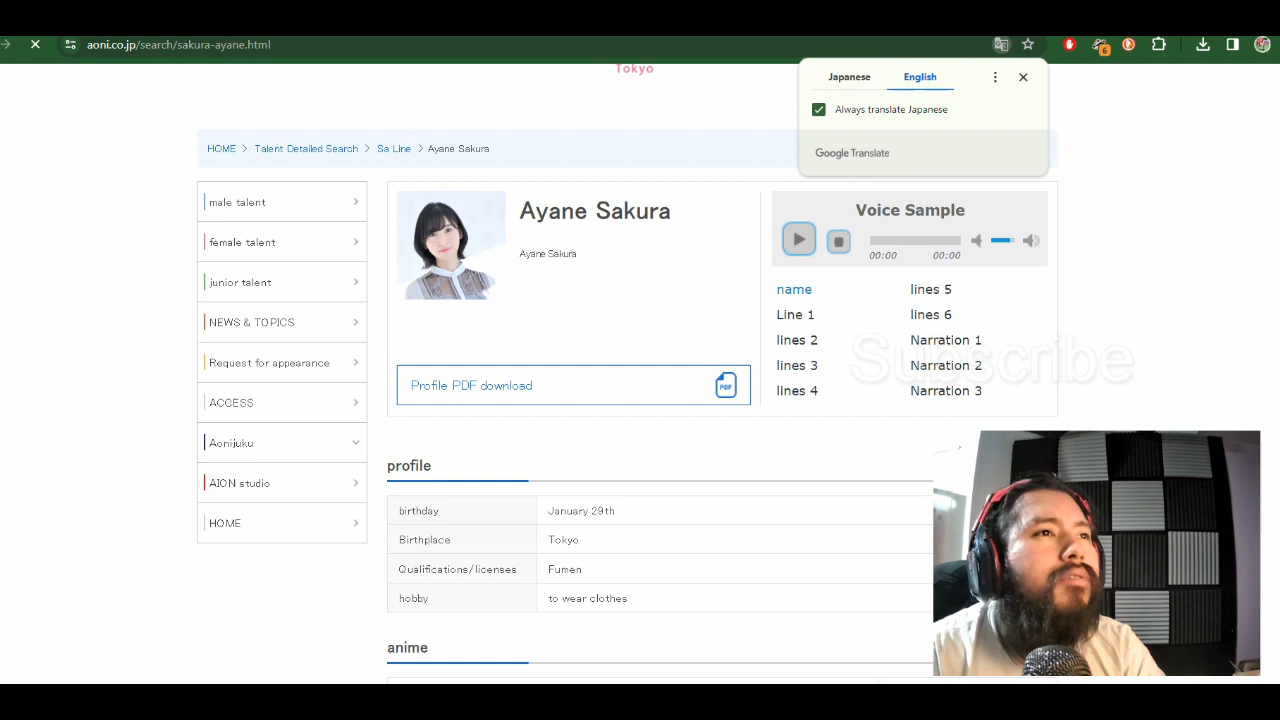 aoni.co.jp/search/sakura-ayane.html
6
Tokyo
Japanese English
Always translate Japanese
Google Translate
HOME > Talent Detailed Search > Sa Line > Ayane Sakura
male talent
female talent
junior talent
NEWS & TOPICS
Request for appearance
ACCESS
Aonijuku
AION studio
HOME
Ayane Sakura
Ayane Sakura
Profile PDF download
PDF
Voice Sample
00:00 00:00
name lines 5
Line 1 lines 6
lines 2 Narration 1
lines 3 Narration 2
lines 4 Narration 3
Subscribe
profile
birthday January 29th
Birthplace Tokyo
Qualifications/licenses Fumen
hobby to wear clothes
anime